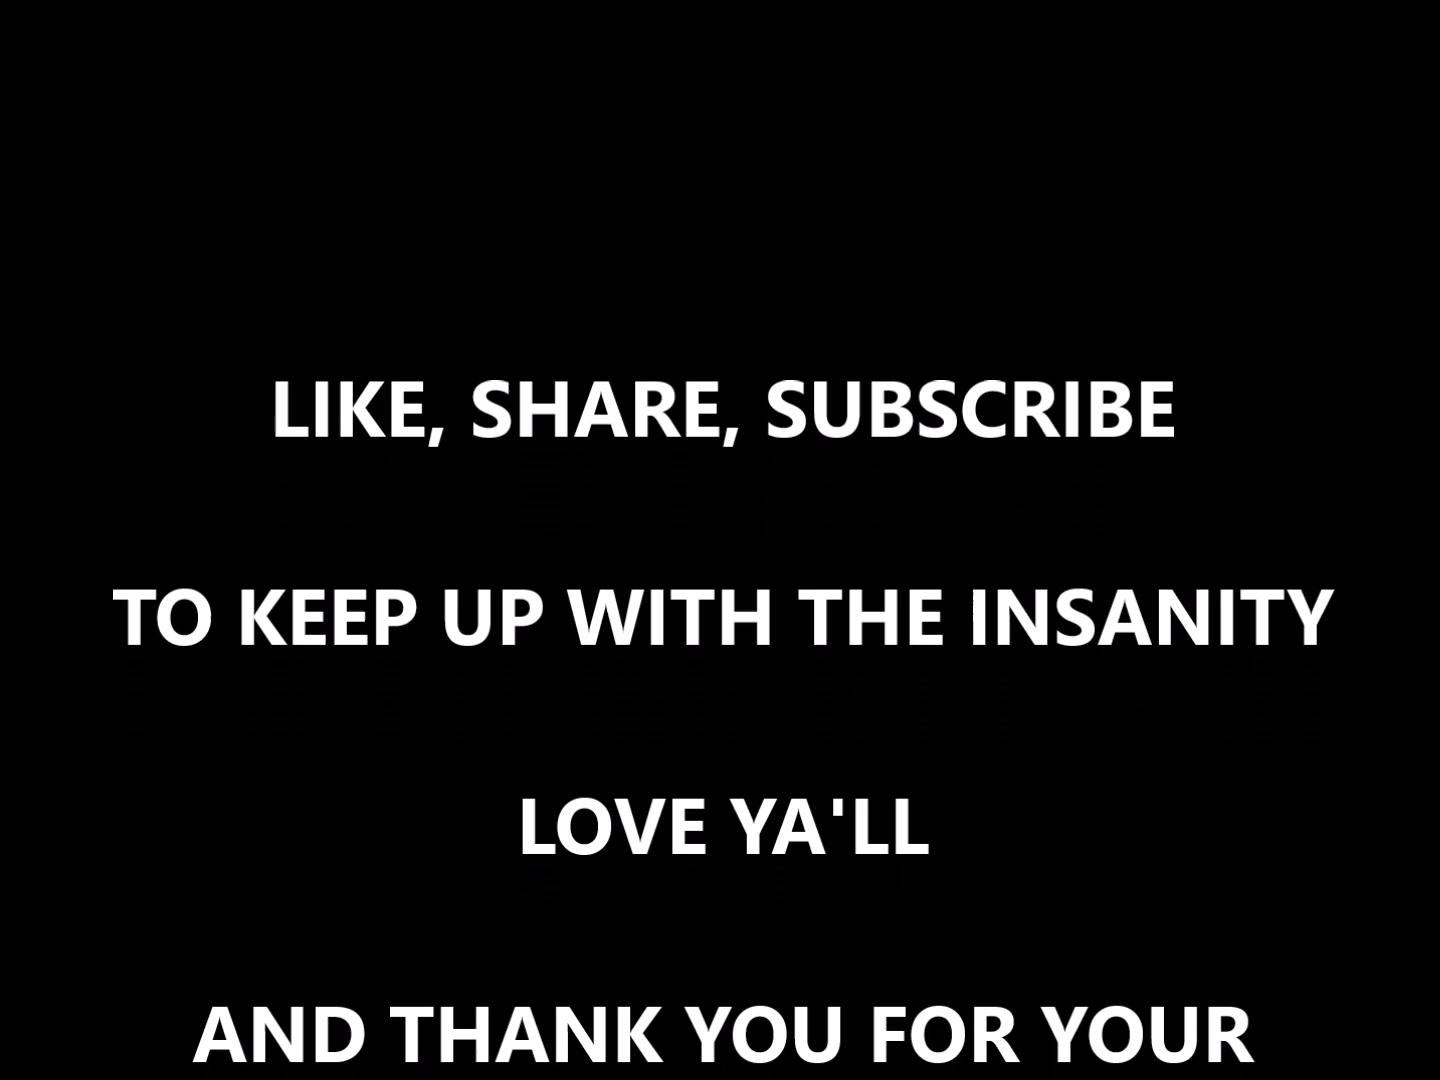 LIKE, SHARE, SUBSCRIBE
TO KEEP UP WITH THE INSANITY
LOVE YA'LL
AND THANK YOU FOR YOUR